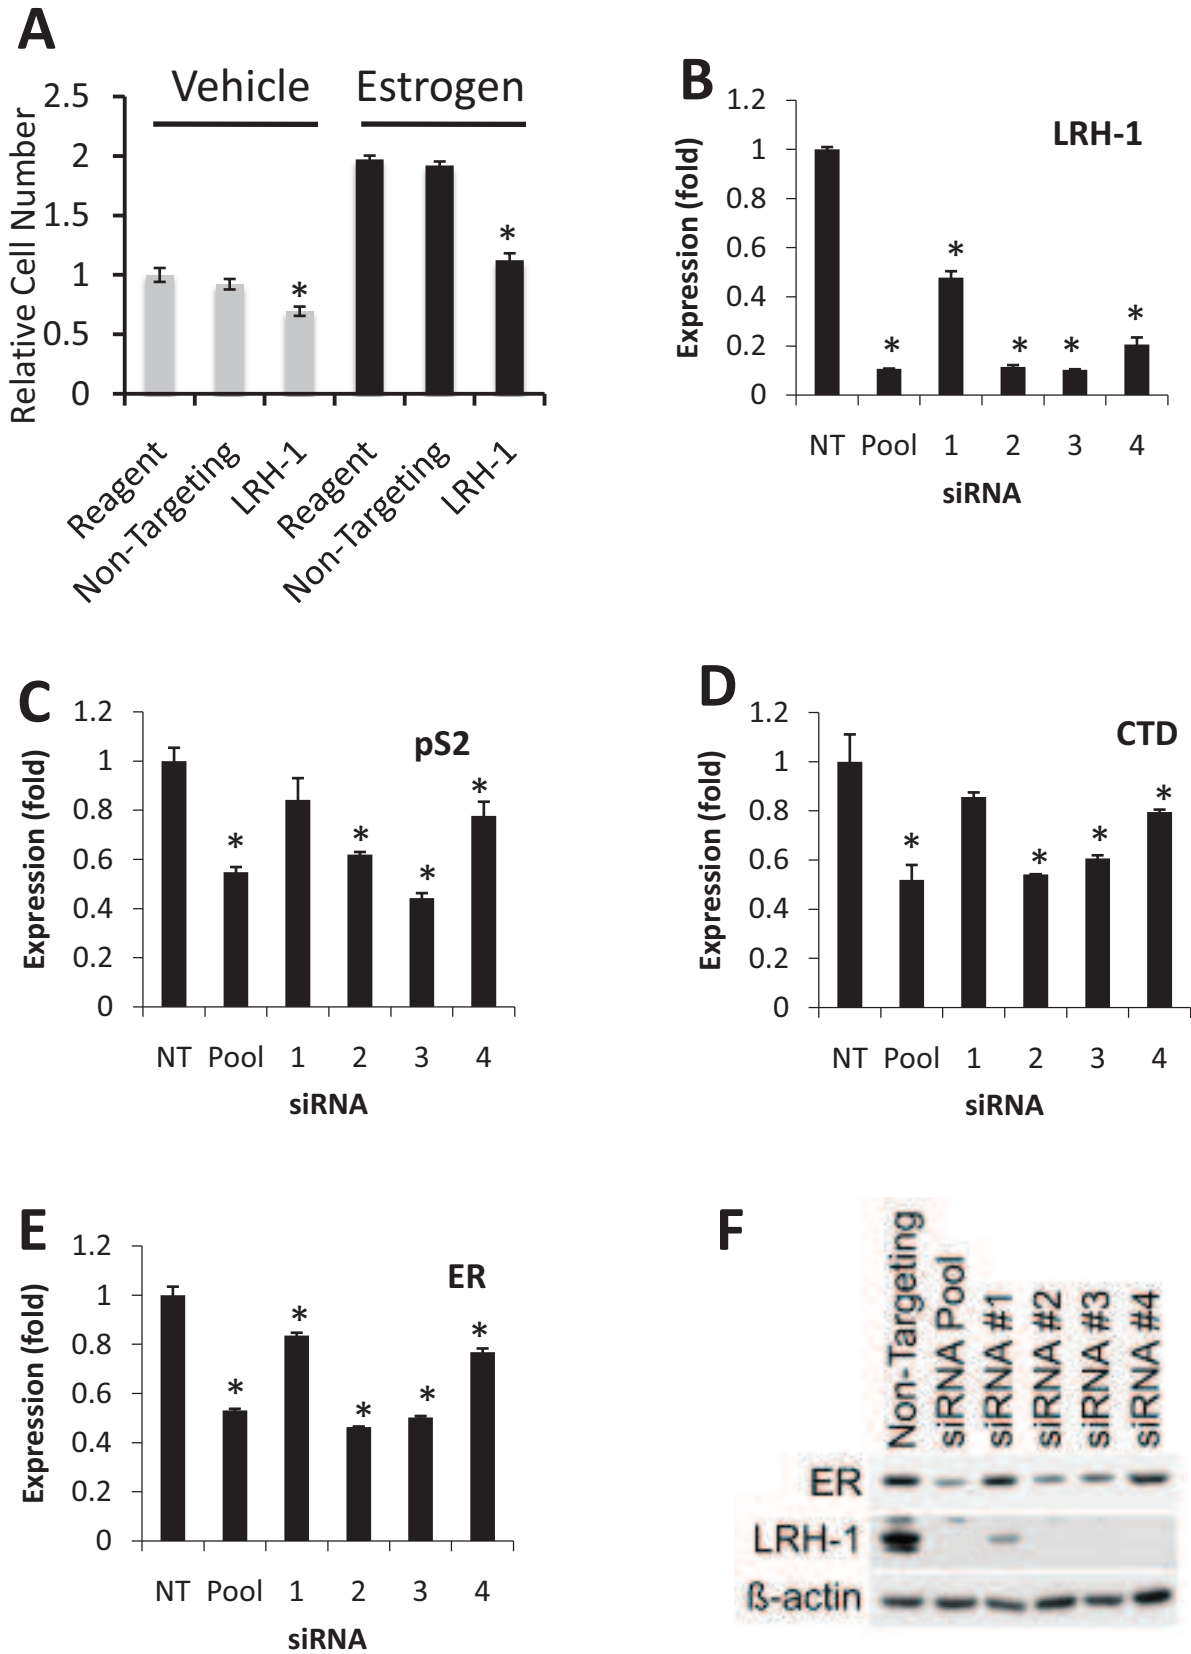 A
Vehicle Estrogen
Relative Cell Number
2.5
2
1.5
1
0.5
0
*
*
Reagent
Non-Targeting
LRH-1
Reagent
Non-Targeting
LRH-1
B
LRH-1
Expression (fold)
1.2
1
0.8
0.6
0.4
0.2
0
* * * * *
NT Pool 1 2 3 4
siRNA
C
pS2
Expression (fold)
1.2
1
0.8
0.6
0.4
0.2
0
* * * *
NT Pool 1 2 3 4
siRNA
D
CTD
Expression (fold)
1.2
1
0.8
0.6
0.4
0.2
0
* * * *
NT Pool 1 2 3 4
siRNA
E
ER
Expression (fold)
1.2
1
0.8
0.6
0.4
0.2
0
* * * * *
NT Pool 1 2 3 4
siRNA
F
Non-Targeting
siRNA Pool
siRNA #1
siRNA #2
siRNA #3
siRNA #4
ER
LRH-1
ß-actin